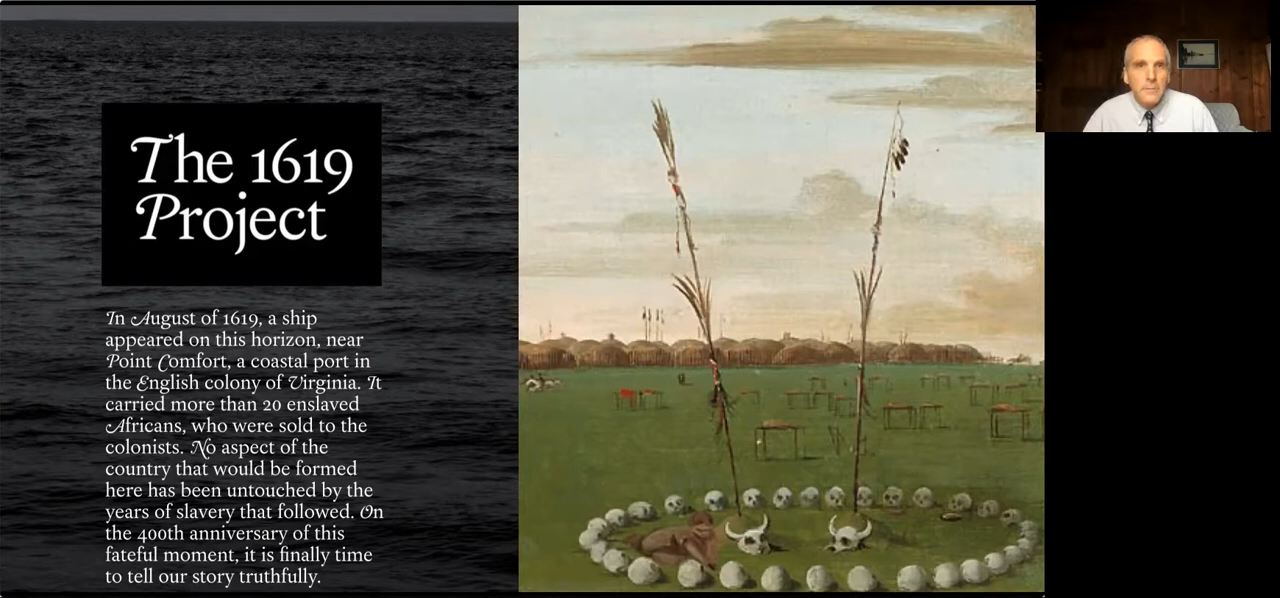 The 1619
Project
In August of 1619, a ship
appeared on this horizon, near
Point Comfort, a coastal port in
the English colony of Virginia. It
carried more than 20 enslaved
Africans, who were sold to the
colonists. No aspect of the
country that would be formed
here has been untouched by the
years of slavery that followed. On
the 400th anniversary of this
fateful moment, it is finally time
to tell our story truthfully.